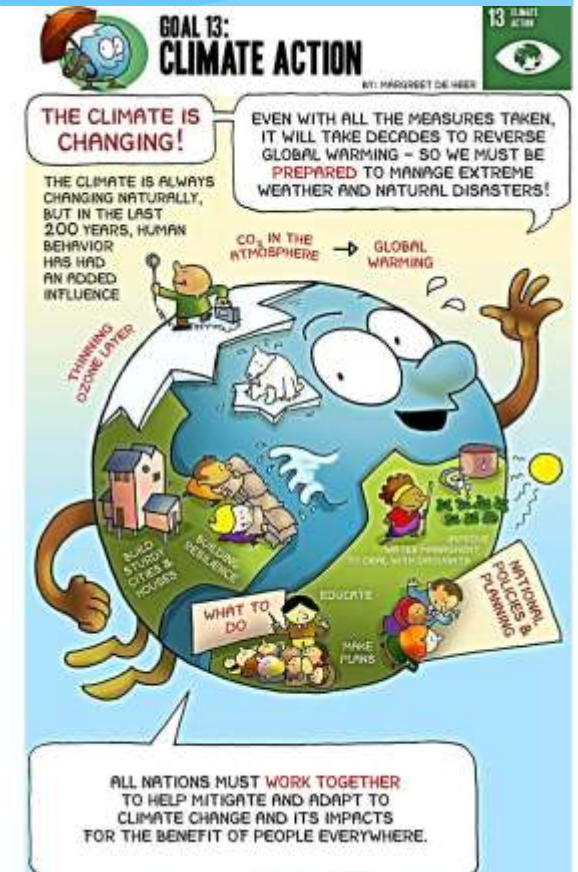 GOAL 13:
CLIMATE ACTION
BY: MARGREET DE HEER
13 CLIMATE
ACTION
THE CLIMATE IS
CHANGING!
EVEN WITH ALL THE MEASURES TAKEN,
IT WILL TAKE DECADES TO REVERSE
GLOBAL WARMING – SO WE MUST BE
PREPARED TO MANAGE EXTREME
WEATHER AND NATURAL DISASTERS!
THE CLIMATE IS ALWAYS
CHANGING NATURALLY,
BUT IN THE LAST
200 YEARS, HUMAN
BEHAVIOR
HAS HAD
AN ADDED
INFLUENCE
CO₂ IN THE
ATMOSPHERE
GLOBAL
WARMING
THINNING
OZONE LAYER
BUILD
STURDY
CITIES &
HOUSES
BUILDING
RESILIENCE
IMPROVE
WATER MANAGMENT
TO DEAL WITH DROUGHTS
WHAT TO
DO
EDUCATE
MAKE
PLANS
NATIONAL
POLICIES &
PLANNING
ALL NATIONS MUST WORK TOGETHER
TO HELP MITIGATE AND ADAPT TO
CLIMATE CHANGE AND ITS IMPACTS
FOR THE BENEFIT OF PEOPLE EVERYWHERE.